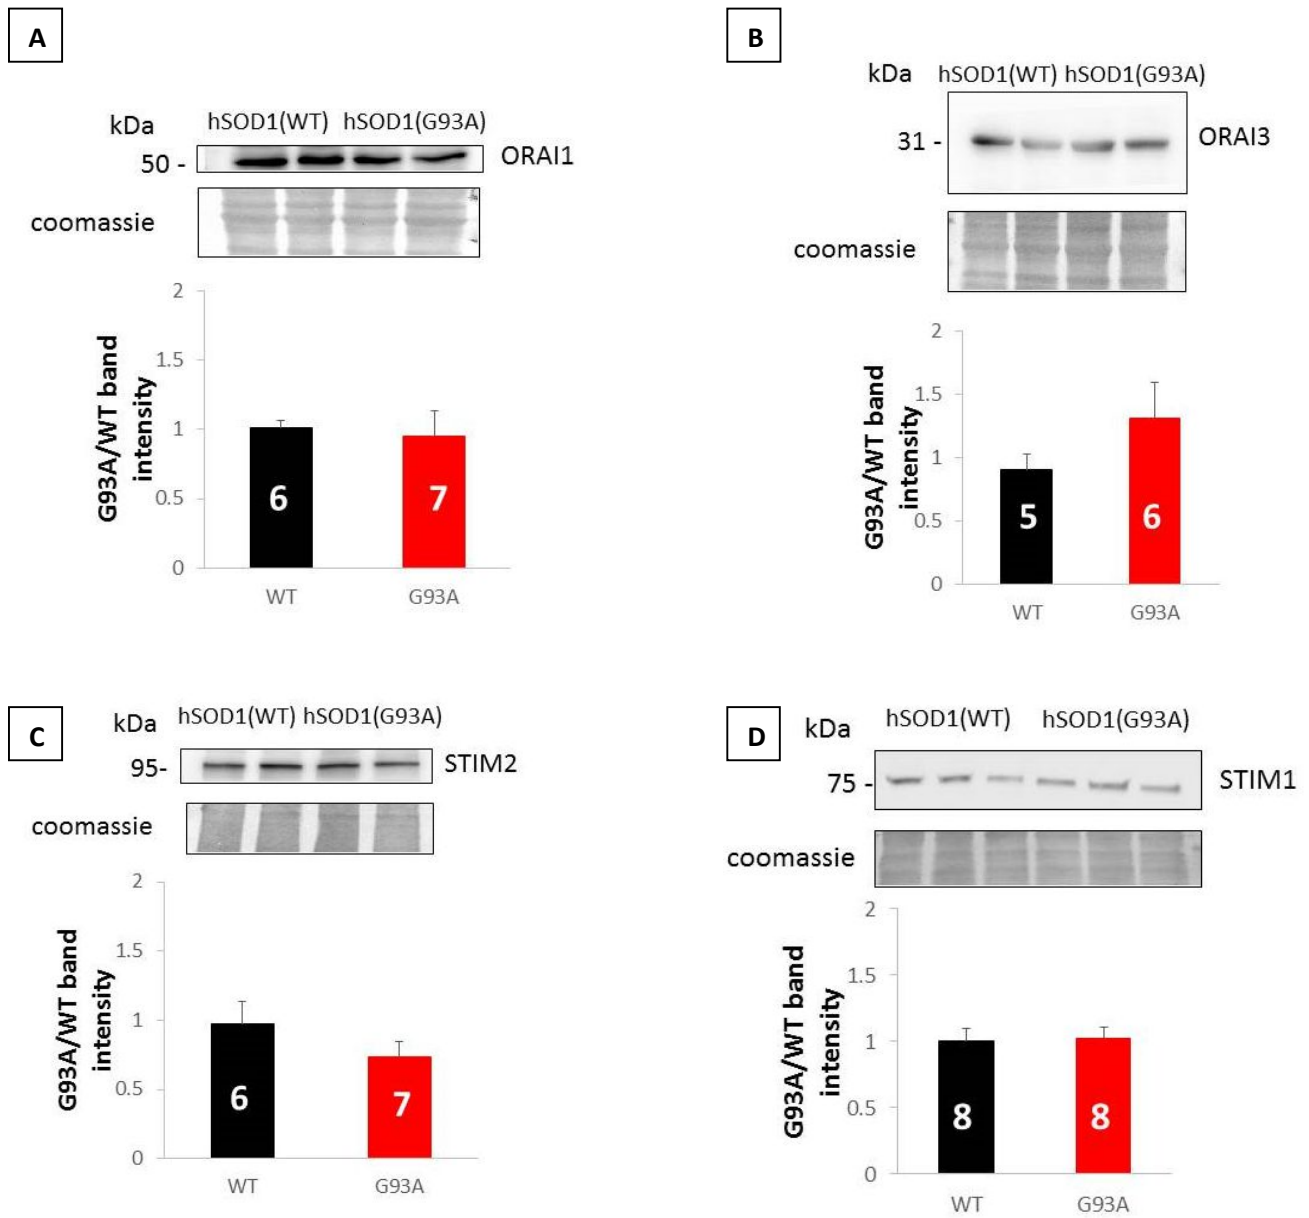 A
kDa
hSOD1(WT) hSOD1(G93A)
50 -
ORAI1
coomassie
G93A/WT band
intensity
2
1.5
1
0.5
0
6
7
WT
G93A
B
kDa
hSOD1(WT) hSOD1(G93A)
31 -
ORAI3
coomassie
G93A/WT band
intensity
2
1.5
1
0.5
0
5
6
WT
G93A
C
kDa
hSOD1(WT) hSOD1(G93A)
95-
STIM2
coomassie
G93A/WT band
intensity
2
1.5
1
0.5
0
6
7
WT
G93A
D
kDa
hSOD1(WT)
hSOD1(G93A)
75 -
STIM1
coomassie
G93A/WT band
intensity
2
1.5
1
0.5
0
8
8
WT
G93A